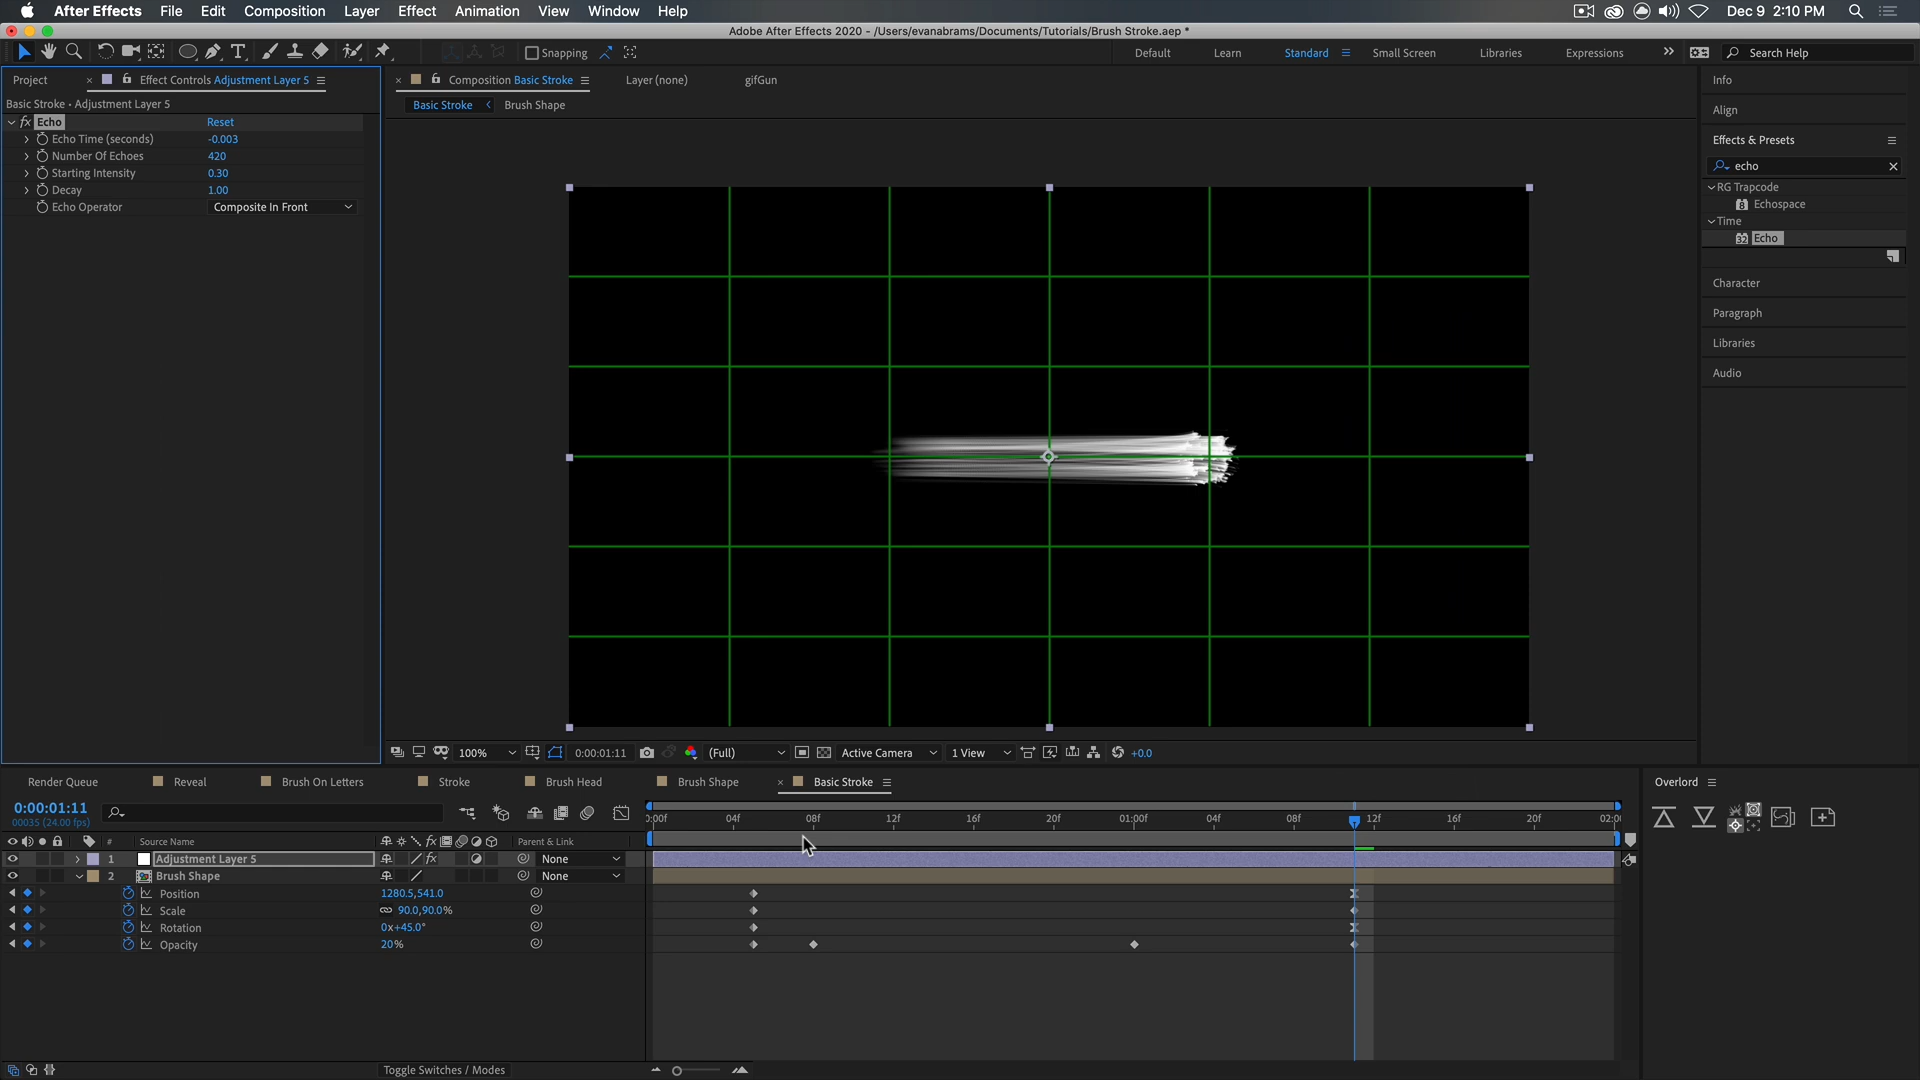 After Effects File Edit Composition Layer Effect Animation View Window Help Dec 9 2:10 PM
Adobe After Effects 2020 - /Users/evanabrams/Documents/Tutorials/Brush Stroke.aep *
Snapping Default Learn Standard Small Screen Libraries Expansions Search Help
Project Effect Controls Adjustment Layer 5 Composition Basic Stroke Layer (none) gifGun Info
Basic Stroke • Adjustment Layer 5 Basic Stroke Brush Shape
Align
fx Echo Reset
Echo Time (seconds) -0.003
Number Of Echoes 420
Starting Intensity 0.30
Decay 1.00
Echo Operator Composite In Front
Effects & Presets
echo
RG Trapcode
8 Echospace
Time
32 Echo
Character
Paragraph
Libraries
Audio
100% 0:00:01:11 (Full) Active Camera 1 View +0.0
Render Queue Reveal Brush On Letters Stroke Brush Head Brush Shape Basic Stroke Overlord
0:00:01:11
00035 (24.00 fps)
0:00f 04f 08f 12f 16f 20f 01:00f 04f 08f 12f 16f 20f 02:0
# Source Name fx Parent & Link
1 Adjustment Layer 5 fx None
2 Brush Shape None
Position 1280.5,541.0
Scale 90.0,90.0%
Rotation 0x+45.0°
Opacity 20%
Toggle Switches / Modes